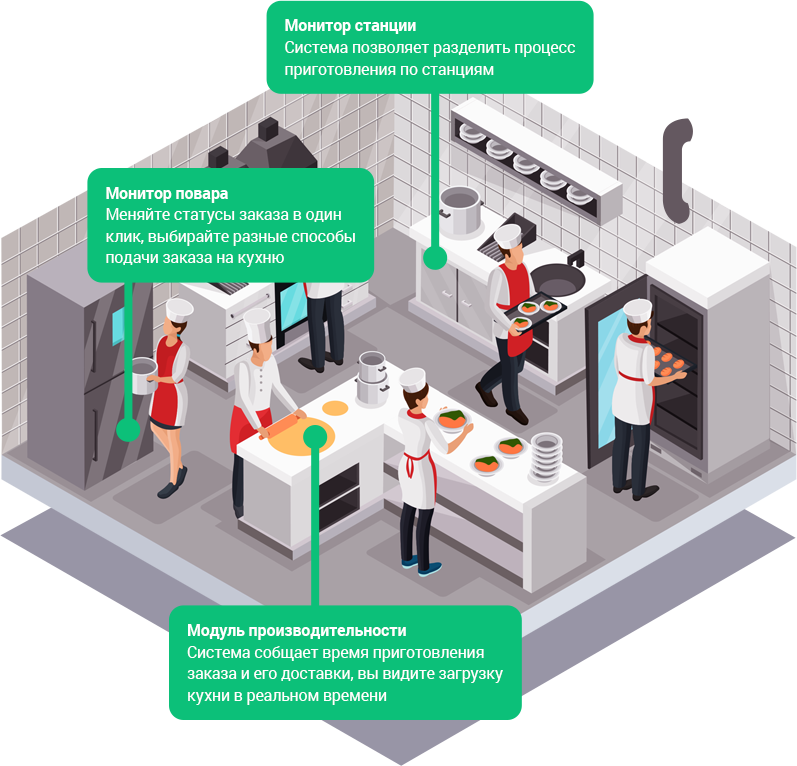 Монитор станции
Система позволяет разделить процесс
приготовления по станциям
Монитор повара
Меняйте статусы заказа в один
клик, выбирайте разные способы
подачи заказа на кухню
Модуль производительности
Система собщает время приготовления
заказа и его доставки, вы видите загрузку
кухни в реальном времени